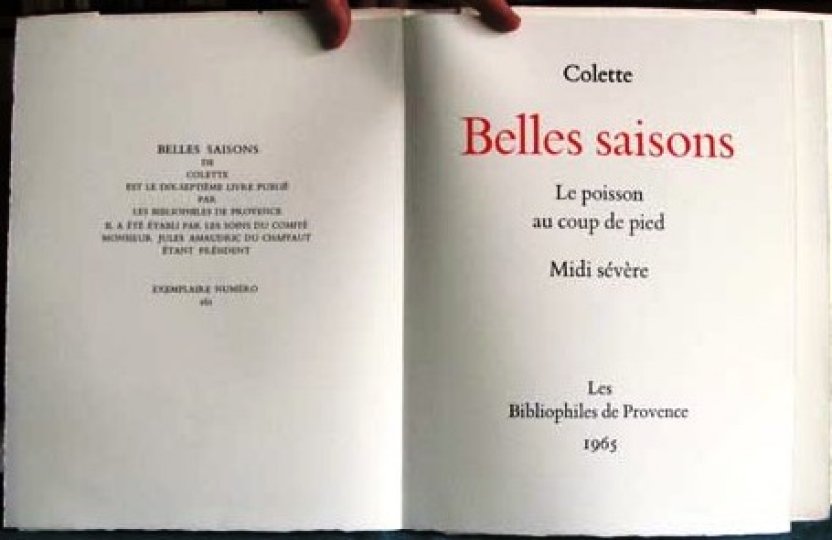 BELLES SAISONS
DE
COLETTE
EST LE DIX-SEPTIÈME LIVRE PUBLIÉ
PAR
LES BIBLIOPHILES DE PROVENCE
IL A ÉTÉ ÉTABLI PAR LES SOINS DU COMITÉ
MONSIEUR JULES AMAUDRIC DU CHAFFAUT
ÉTANT PRÉSIDENT
EXEMPLAIRE NUMÉRO
Colette
Belles saisons
Le poisson
au coup de pied
Midi sévère
Les
Bibliophiles de Provence
1965